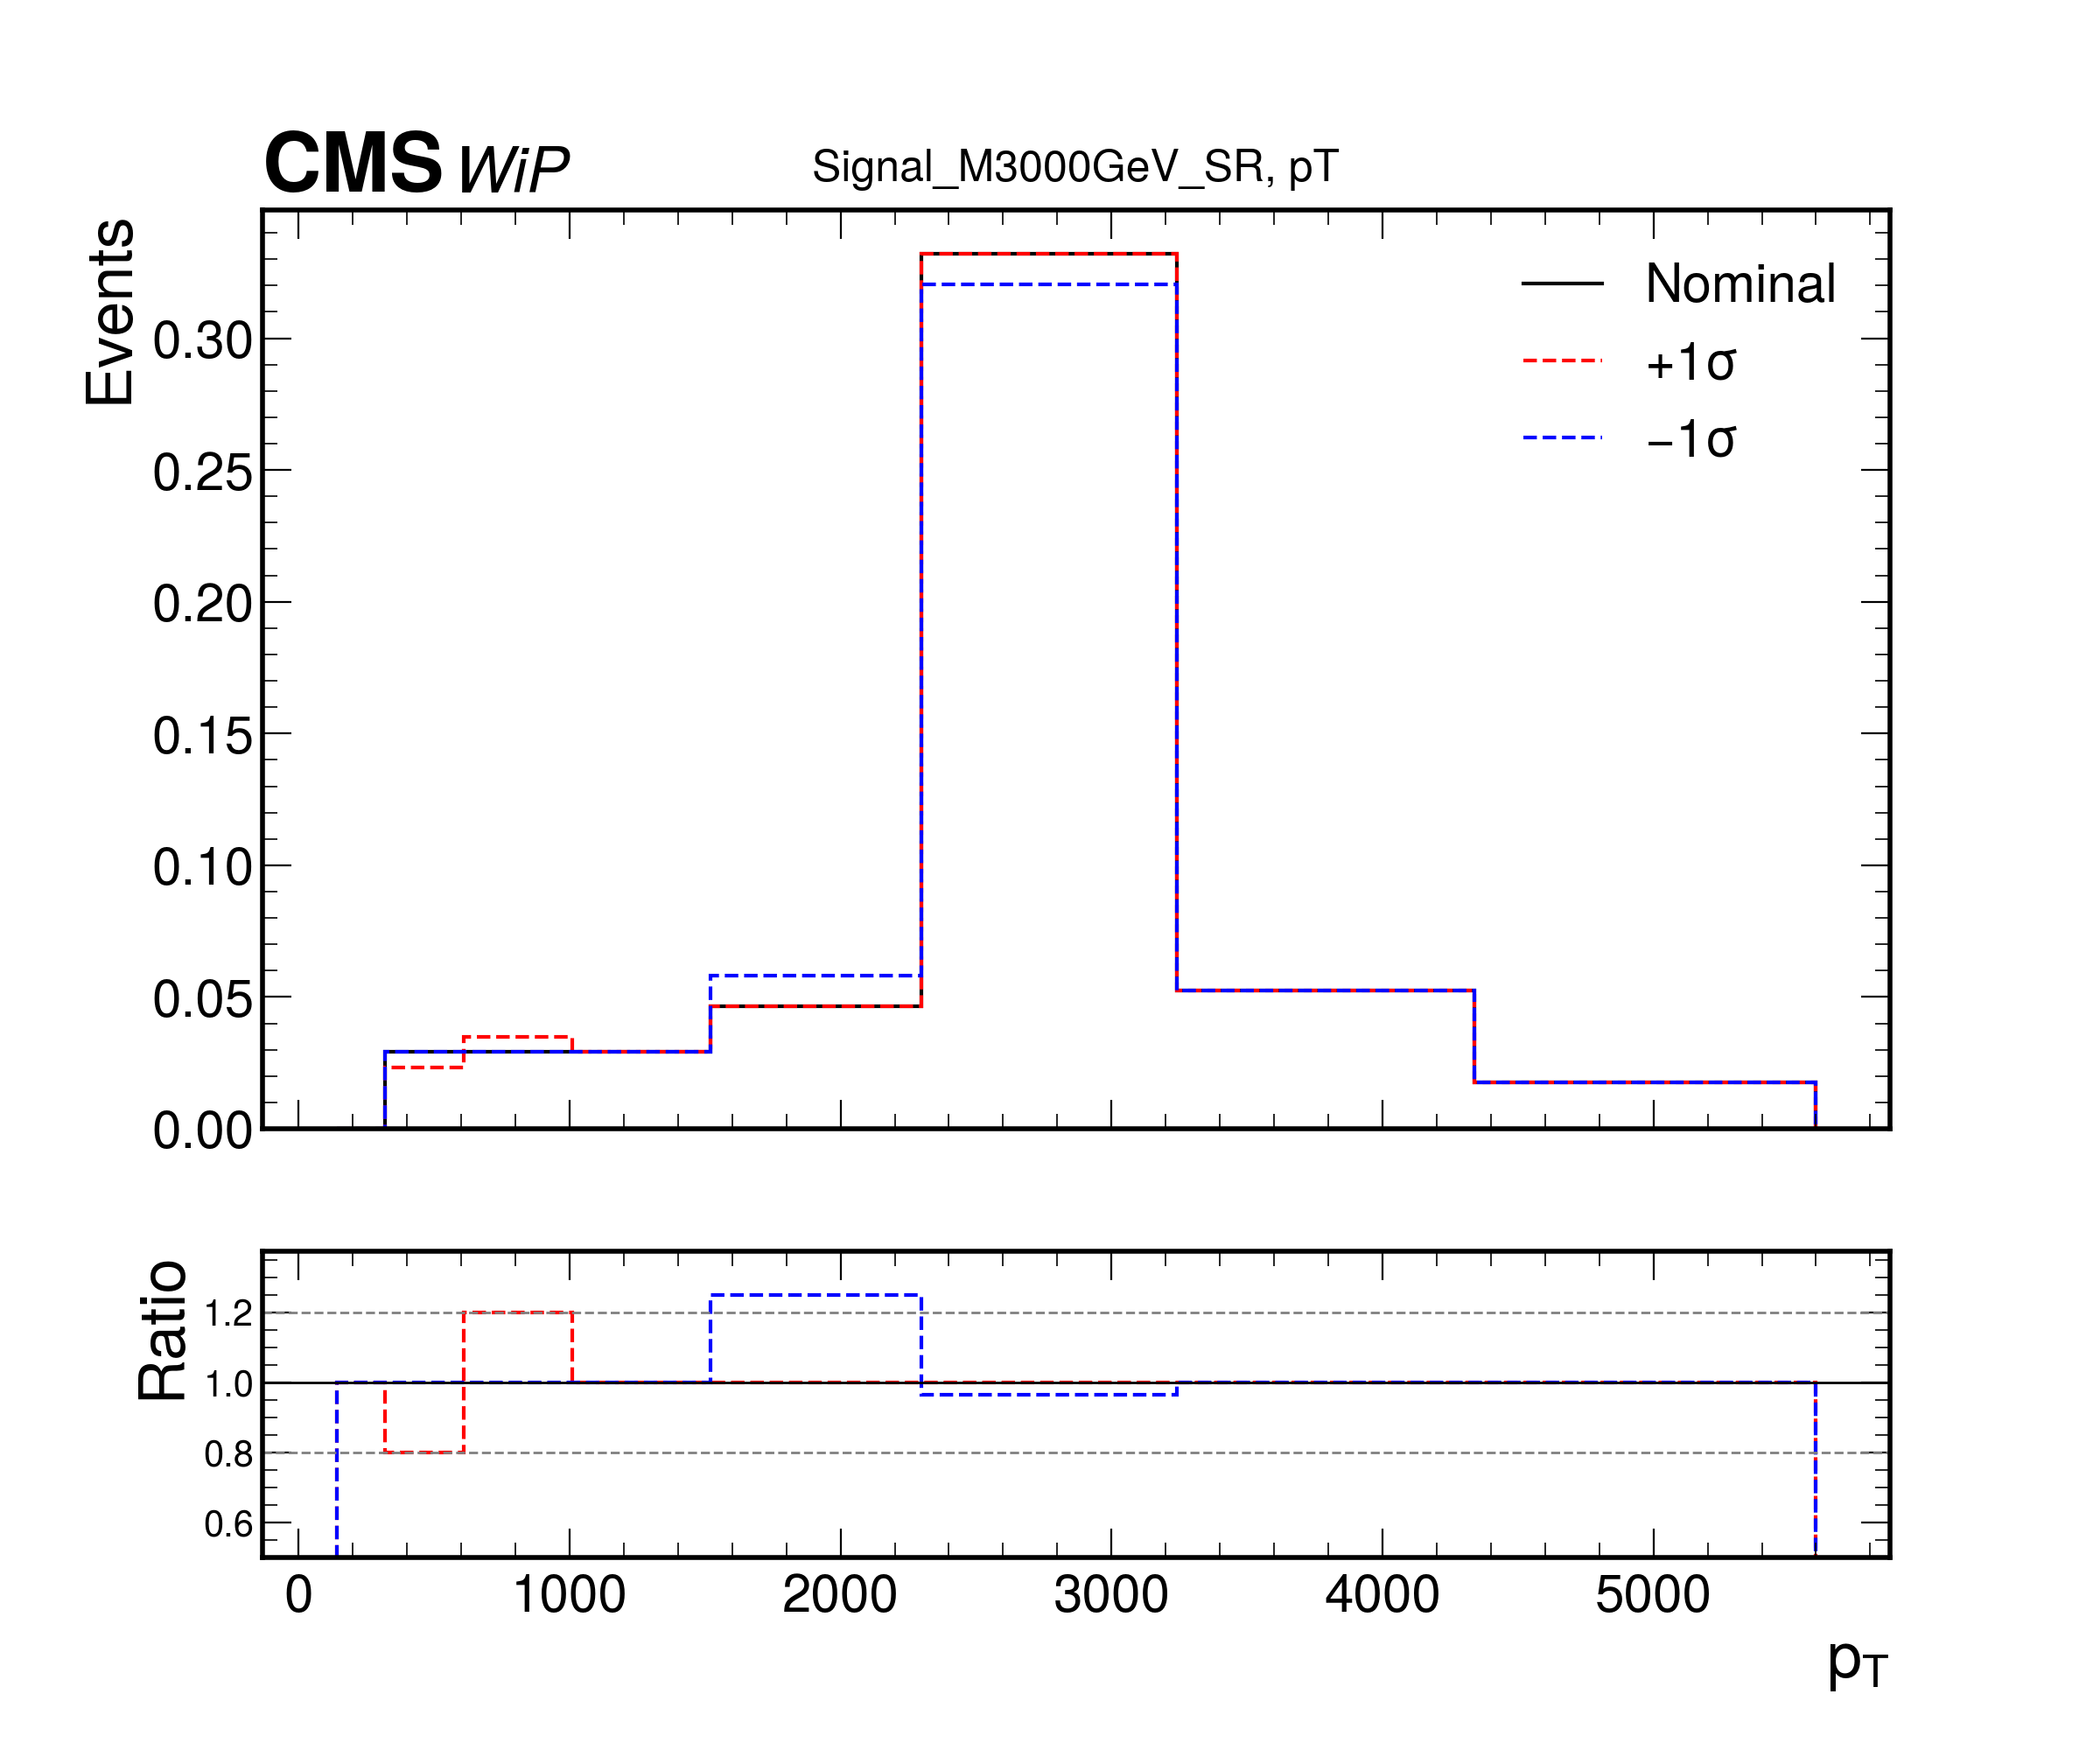 CMS WiP
Signal_M3000GeV_SR, pT
Events
0.30
0.25
0.20
0.15
0.10
0.05
0.00
Nominal
+1σ
−1σ
Ratio
1.2
1.0
0.8
0.6
0 1000 2000 3000 4000 5000
pT